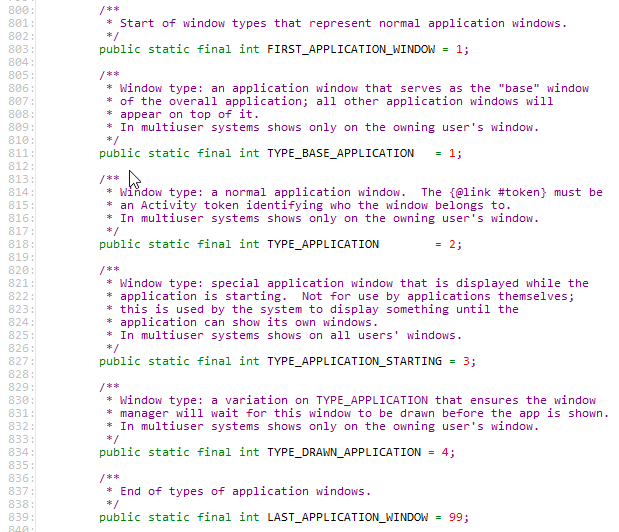 800:         /**
801:          * Start of window types that represent normal application windows.
802:          */
803:         public static final int FIRST_APPLICATION_WINDOW = 1;
804:
805:         /**
806:          * Window type: an application window that serves as the "base" window
807:          * of the overall application; all other application windows will
808:          * appear on top of it.
809:          * In multiuser systems shows only on the owning user's window.
810:          */
811:         public static final int TYPE_BASE_APPLICATION   = 1;
812:
813:         /**
814:          * Window type: a normal application window.  The {@link #token} must be
815:          * an Activity token identifying who the window belongs to.
816:          * In multiuser systems shows only on the owning user's window.
817:          */
818:         public static final int TYPE_APPLICATION        = 2;
819:
820:         /**
821:          * Window type: special application window that is displayed while the
822:          * application is starting.  Not for use by applications themselves;
823:          * this is used by the system to display something until the
824:          * application can show its own windows.
825:          * In multiuser systems shows on all users' windows.
826:          */
827:         public static final int TYPE_APPLICATION_STARTING = 3;
828:
829:         /**
830:          * Window type: a variation on TYPE_APPLICATION that ensures the window
831:          * manager will wait for this window to be drawn before the app is shown.
832:          * In multiuser systems shows only on the owning user's window.
833:          */
834:         public static final int TYPE_DRAWN_APPLICATION = 4;
835:
836:         /**
837:          * End of types of application windows.
838:          */
839:         public static final int LAST_APPLICATION_WINDOW = 99;
840: